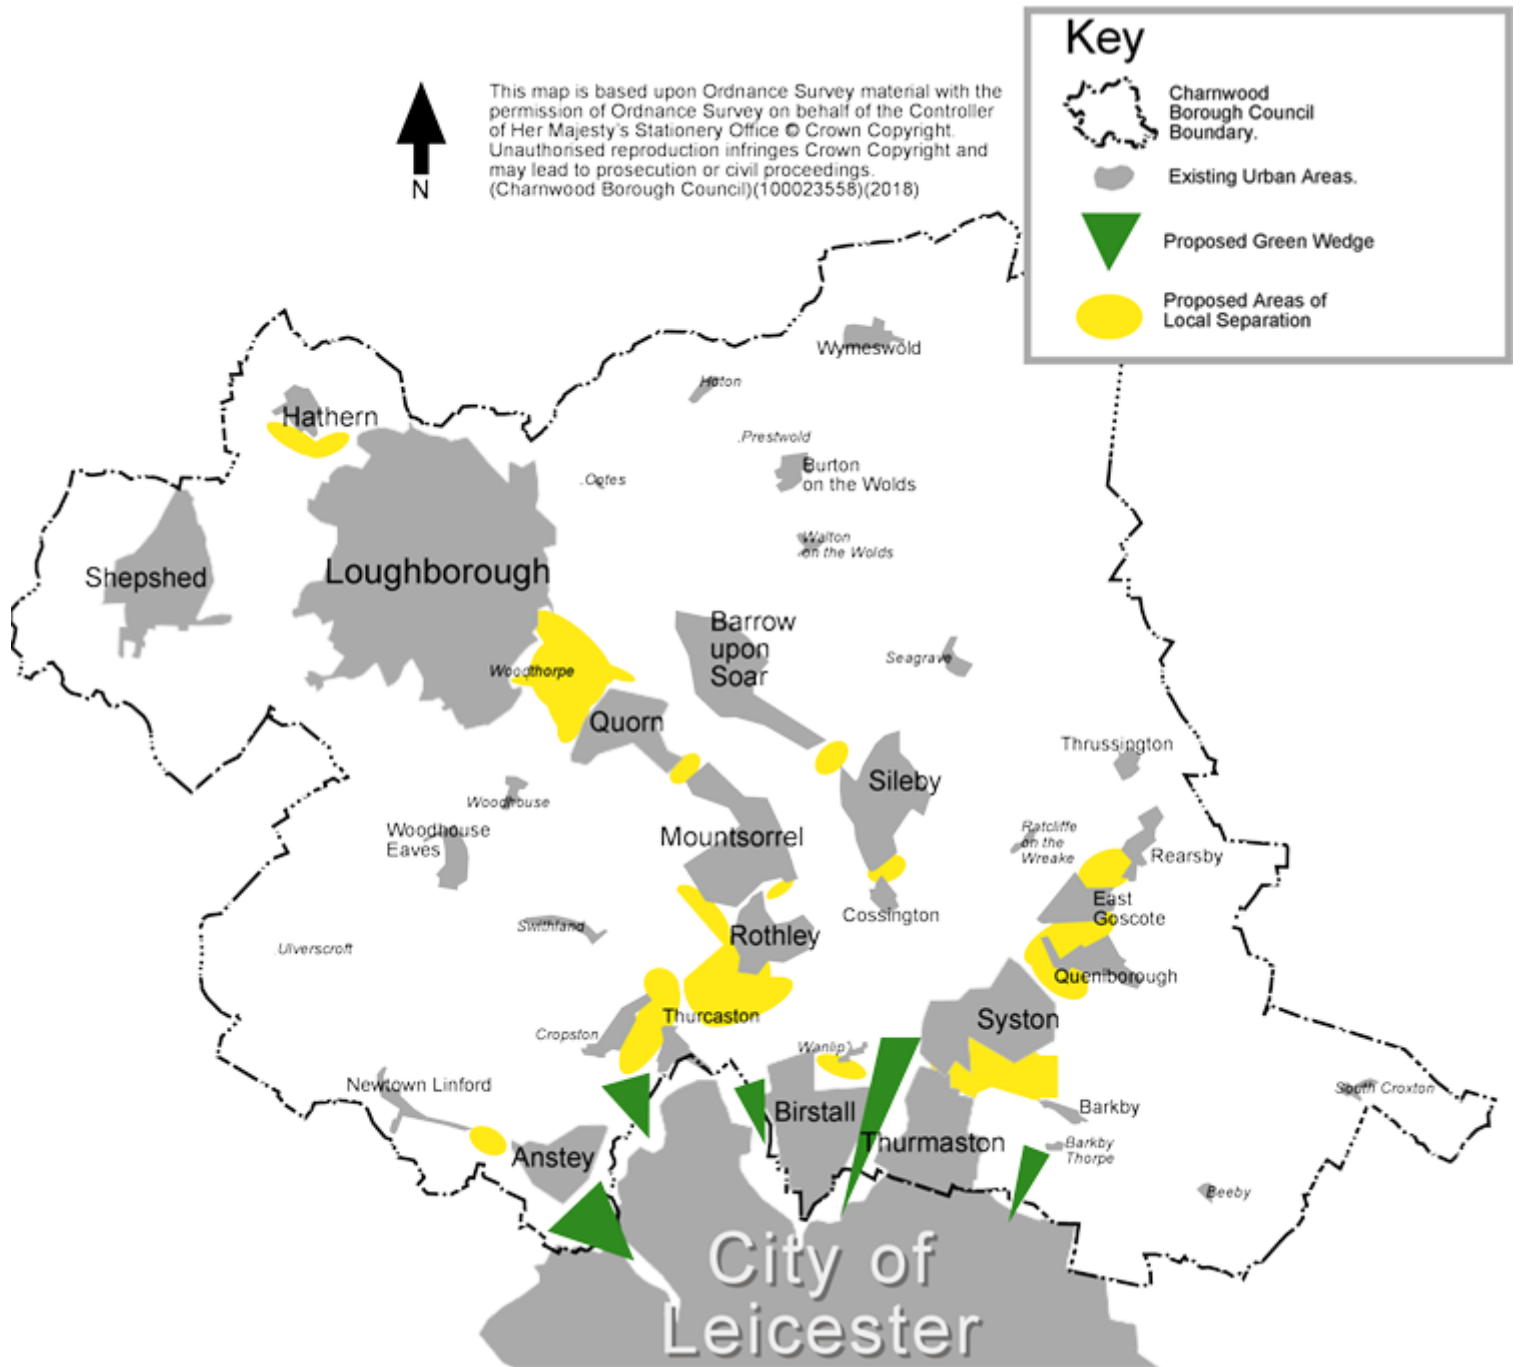 Key
Charnwood
Borough Council
Boundary.
Existing Urban Areas.
Proposed Green Wedge
Proposed Areas of
Local Separation
This map is based upon Ordnance Survey material with the
permission of Ordnance Survey on behalf of the Controller
of Her Majesty's Stationery Office © Crown Copyright.
Unauthorised reproduction infringes Crown Copyright and
may lead to prosecution or civil proceedings.
(Charnwood Borough Council)(100023558)(2018)
N
Wymeswold
Hoton
Hathern
.Prestwold
Burton
on the Wolds
.Cotes
Walton
on the Wolds
Shepshed
Loughborough
Barrow
upon
Soar
Seagrave
Woodthorpe
Quorn
Thrussington
Sileby
Woodhouse
Woodhouse
Eaves
Mountsorrel
Ratcliffe
on the
Wreake
Rearsby
East
Goscote
Cossington
Swithland
Rothley
.Ulverscroft
Queniborough
Thurcaston
Syston
Cropston
Wanlip
Newtown Linford
South Croxton
Birstall
Barkby
Anstey
Thurmaston
Barkby
Thorpe
Beeby
City of
Leicester